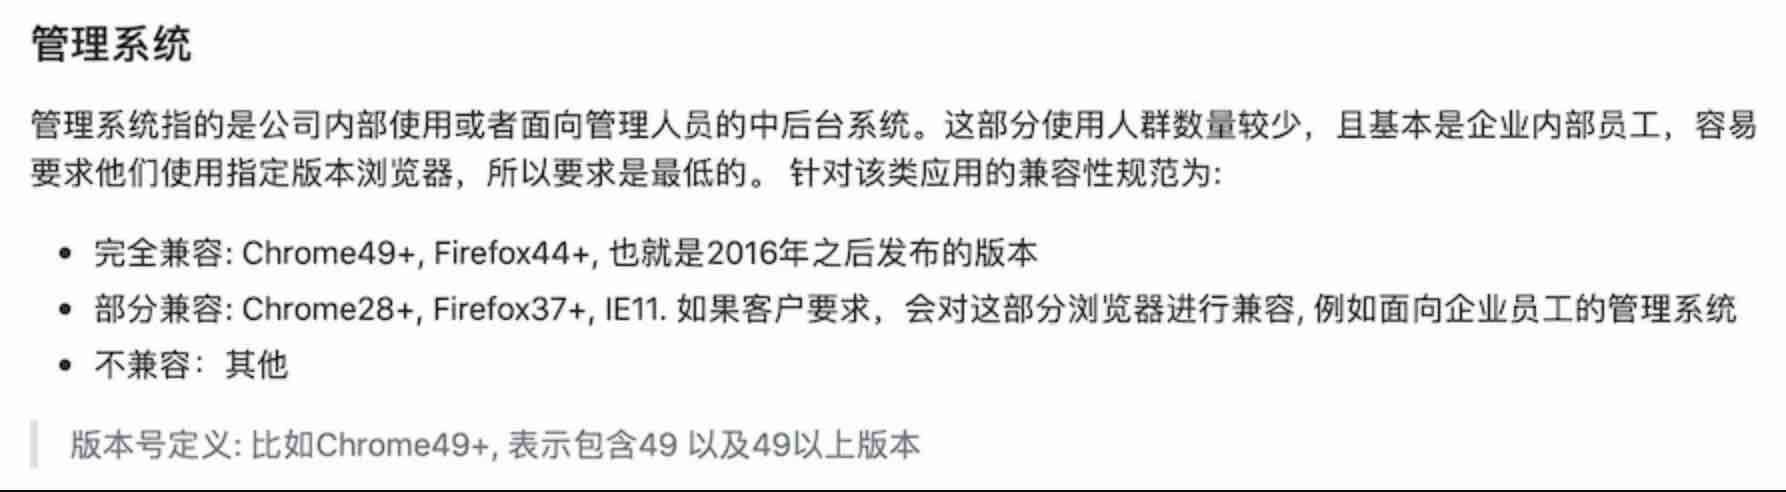 管理系统
管理系统指的是公司内部使用或者面向管理人员的中后台系统。这部分使用人群数量较少，且基本是企业内部员工，容易
要求他们使用指定版本浏览器，所以要求是最低的。 针对该类应用的兼容性规范为:
• 完全兼容: Chrome49+, Firefox44+, 也就是2016年之后发布的版本
• 部分兼容: Chrome28+, Firefox37+, IE11. 如果客户要求，会对这部分浏览器进行兼容, 例如面向企业员工的管理系统
• 不兼容：其他
版本号定义: 比如Chrome49+, 表示包含49 以及49以上版本